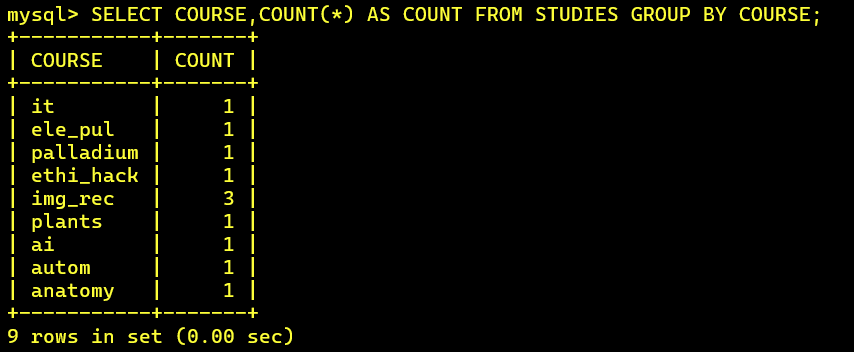 mysql> SELECT COURSE,COUNT(*) AS COUNT FROM STUDIES GROUP BY COURSE;
+-----------+-------+
| COURSE    | COUNT |
+-----------+-------+
| it        |     1 |
| ele_pul   |     1 |
| palladium |     1 |
| ethi_hack |     1 |
| img_rec   |     3 |
| plants    |     1 |
| ai        |     1 |
| autom     |     1 |
| anatomy   |     1 |
+-----------+-------+
9 rows in set (0.00 sec)